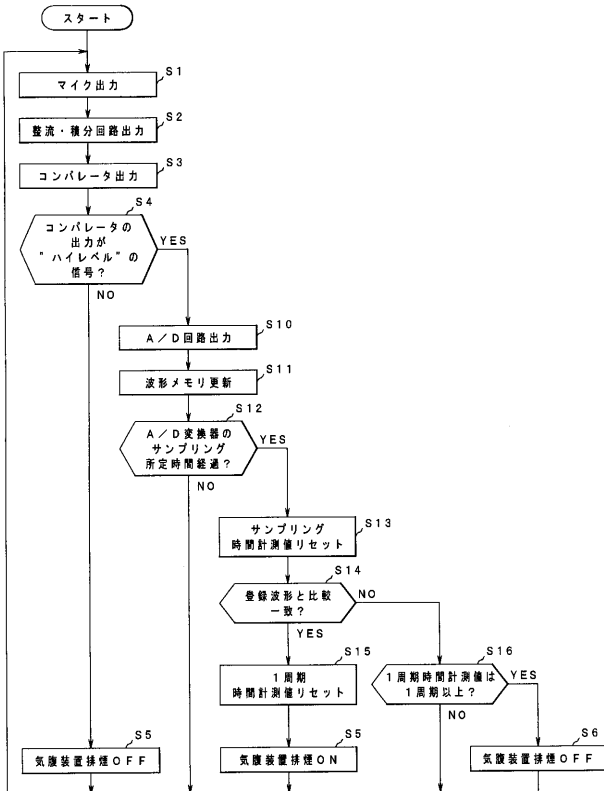 スタート
S1
マイク出力
S2
整流・積分回路出力
S3
コンパレータ出力
S4
コンパレータの
出力が
"ハイレベル"の
信号?
YES
NO
S10
A/D回路出力
S11
波形メモリ更新
S12
A/D変換器の
サンプリング
所定時間経過?
YES
NO
S13
サンプリング
時間計測値リセット
S14
登録波形と比較
一致?
NO
YES
S15
1周期
時間計測値リセット
S16
1周期時間計測値は
1周期以上?
YES
NO
S5
気腹装置排煙OFF
S5
気腹装置排煙ON
S6
気腹装置排煙OFF